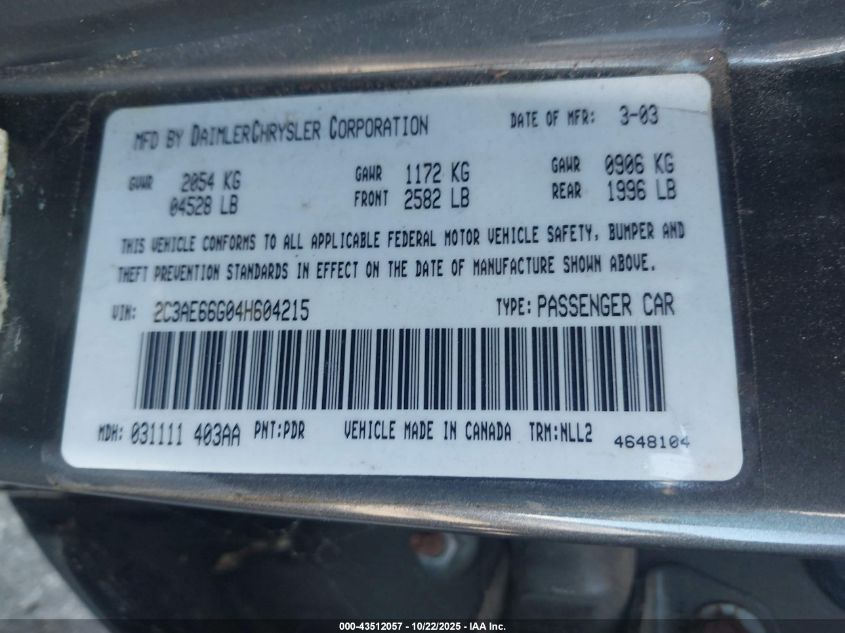 MFD BY DAIMLERCHRYSLER CORPORATION DATE OF MFR: 3-03
GVWR 2054 KG GAWR 1172 KG GAWR 0906 KG
04528 LB FRONT 2582 LB REAR 1996 LB
THIS VEHICLE CONFORMS TO ALL APPLICABLE FEDERAL MOTOR VEHICLE SAFETY, BUMPER AND
THEFT PREVENTION STANDARDS IN EFFECT ON THE DATE OF MANUFACTURE SHOWN ABOVE.
VIN: 2C3AE66G04H604215 TYPE: PASSENGER CAR
MDH: 031111 403AA PNT:PDR VEHICLE MADE IN CANADA TRM:NLL2 4648104
000-43512057 - 10/22/2025 - IAA Inc.